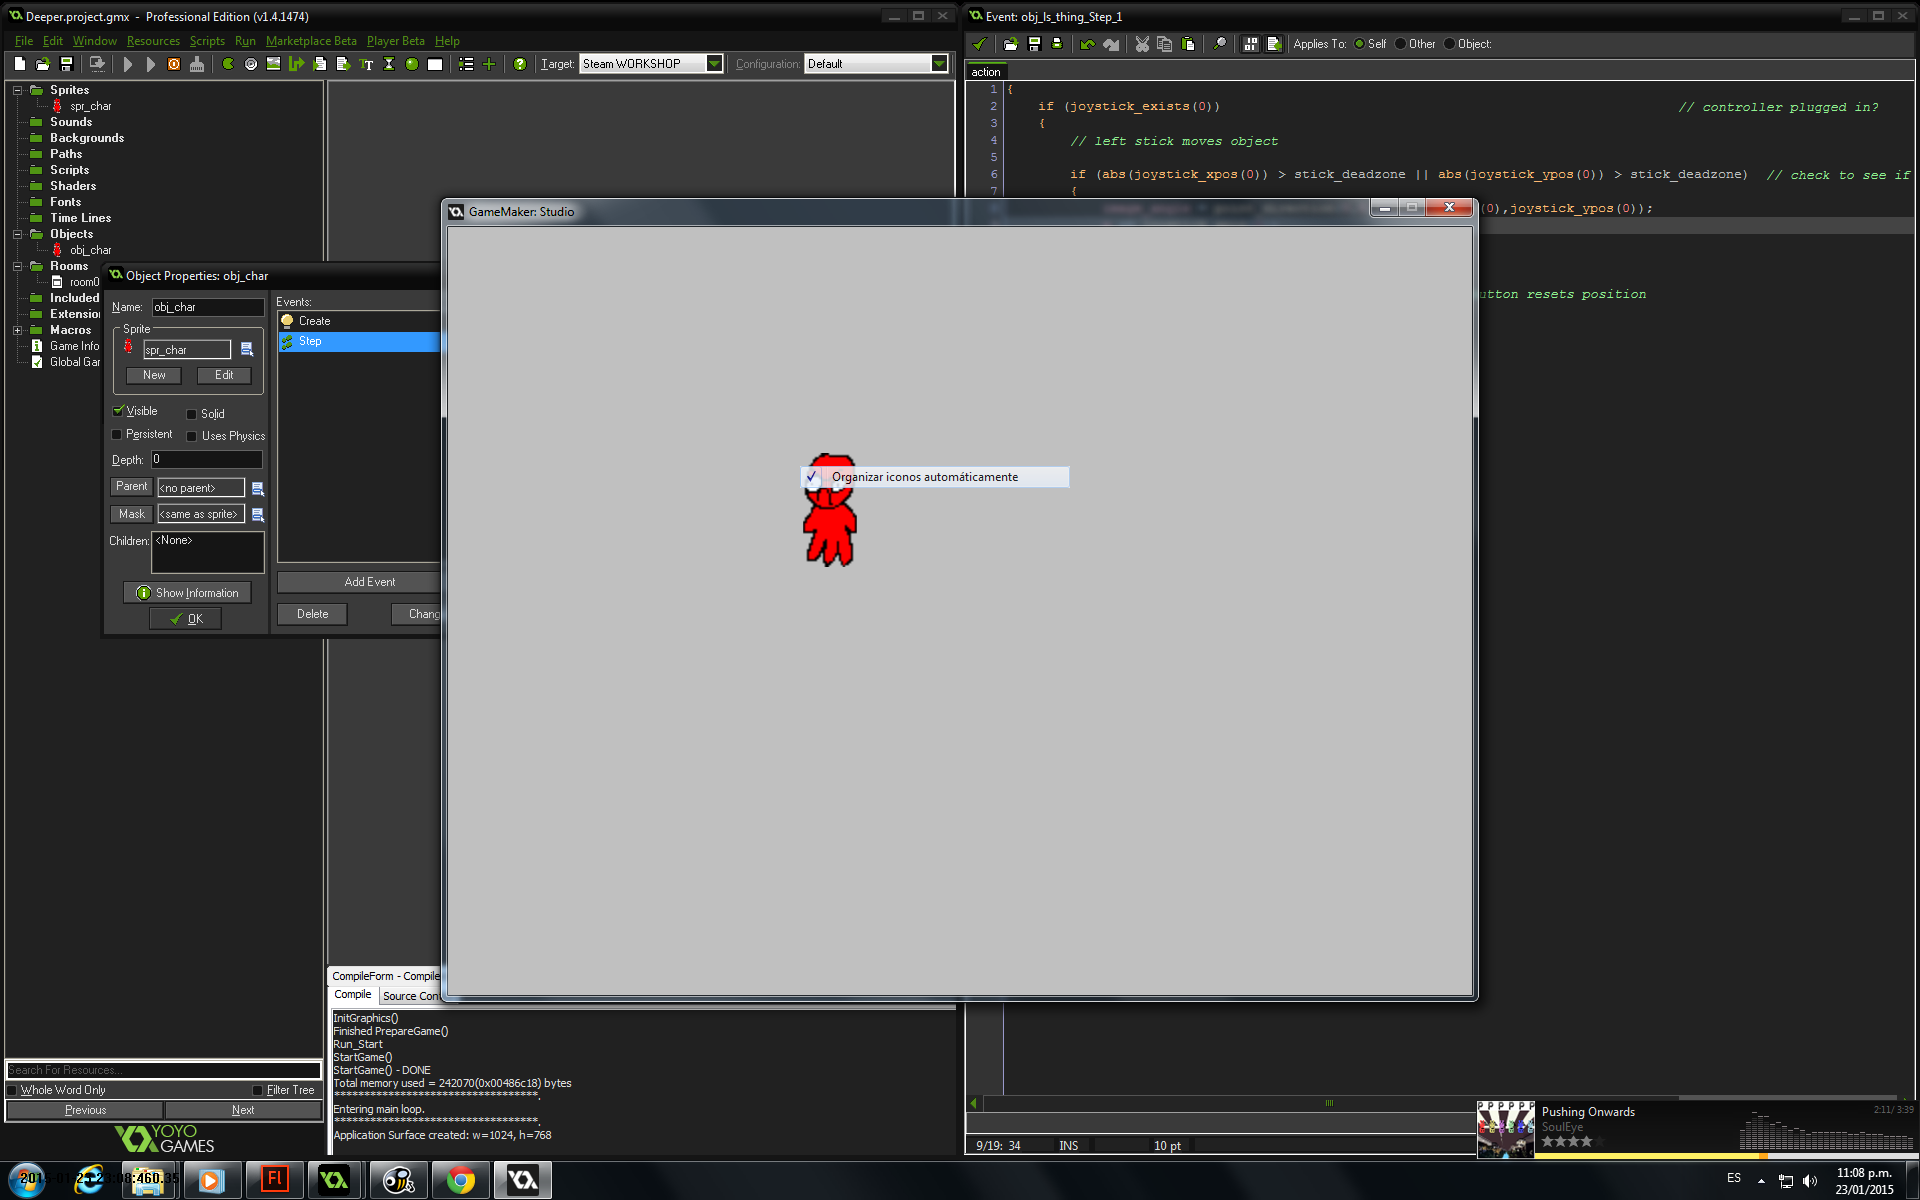 Deeper.project.gmx - Professional Edition (v1.4.1474)
File Edit Window Resources Scripts Run Marketplace Beta Player Beta Help
Target: Steam WORKSHOP Configuration: Default
Sprites
spr_char
Sounds
Backgrounds
Paths
Scripts
Shaders
Fonts
Time Lines
Objects
obj_char
Rooms
room0
Included
Extension
Macros
Game Info
Global Gar
Object Properties: obj_char
Name: obj_char
Sprite
spr_char
New Edit
Visible Solid
Persistent Uses Physics
Depth: 0
Parent <no parent>
Mask <same as sprite>
Children: <None>
Show Information
OK
Events:
Create
Step
Add Event
Delete Chang
GameMaker: Studio
Organizar iconos automáticamente
Event: obj_ls_thing_Step_1
Applies To: Self Other Object:
action
1 {
2 if (joystick_exists(0)) // controller plugged in?
3 {
4 // left stick moves object
5
6 if (abs(joystick_xpos(0)) > stick_deadzone || abs(joystick_ypos(0)) > stick_deadzone) // check to see if
7 {
(0),joystick_ypos(0));
utton resets position
CompileForm - Compile
Compile Source Con
InitGraphics()
Finished PrepareGame()
Run_Start
StartGame()
StartGame() - DONE
Total memory used = 242070(0x00486c18) bytes
***********************************.
Entering main loop.
***********************************.
Application Surface created: w=1024, h=768
Search For Resources...
Whole Word Only Filter Tree
Previous Next
YOYO
GAMES
9/19: 34 INS 10 pt
Pushing Onwards
SoulEye
2:11/ 3:39
Fl
ES
11:08 p.m.
23/01/2015